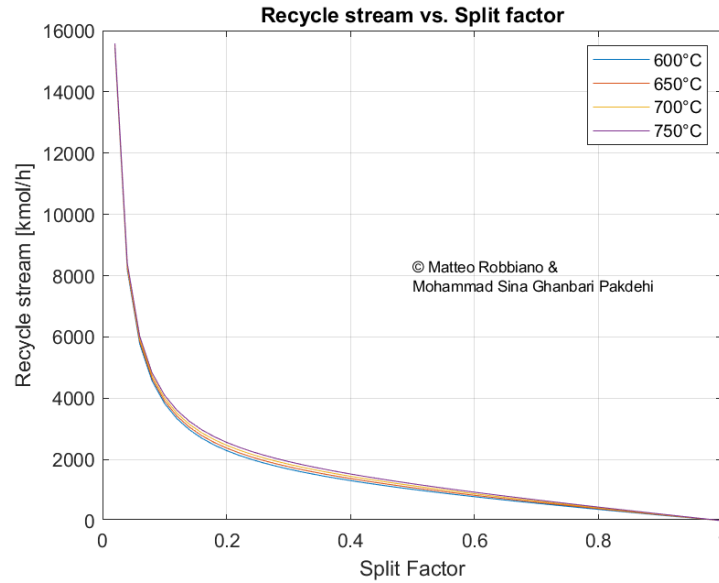 Recycle stream vs. Split factor
16000
14000
12000
10000
8000
6000
4000
2000
0
Recycle stream [kmol/h]
600°C
650°C
700°C
750°C
© Matteo Robbiano &
Mohammad Sina Ghanbari Pakdehi
0
0.2
0.4
0.6
0.8
1
Split Factor